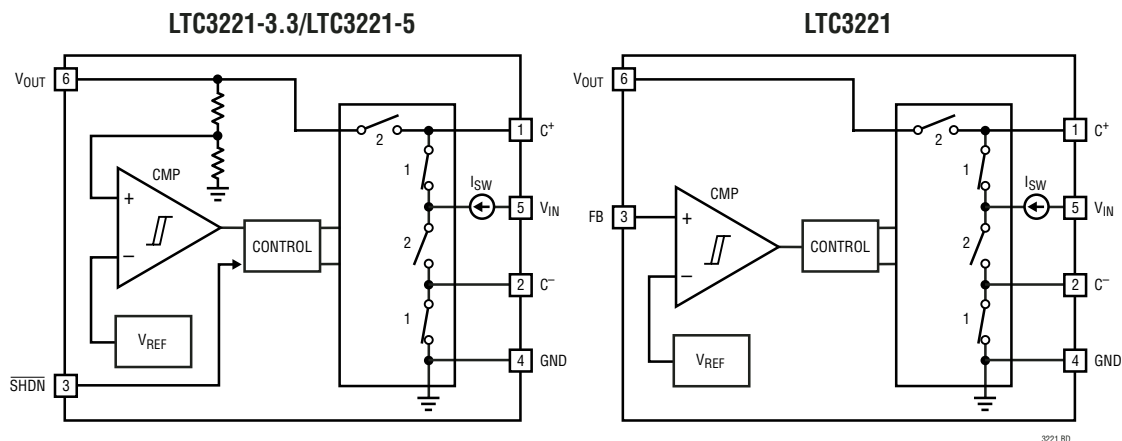 LTC3221-3.3/LTC3221-5
VOUT 6
2
1 C+
1
CMP
ISW
+
5 VIN
CONTROL
2
–
2 C–
1
VREF
4 GND
SHDN 3
LTC3221
VOUT 6
2
1 C+
1
CMP
ISW
FB 3
+
5 VIN
CONTROL
2
–
2 C–
1
VREF
4 GND
3221 BD